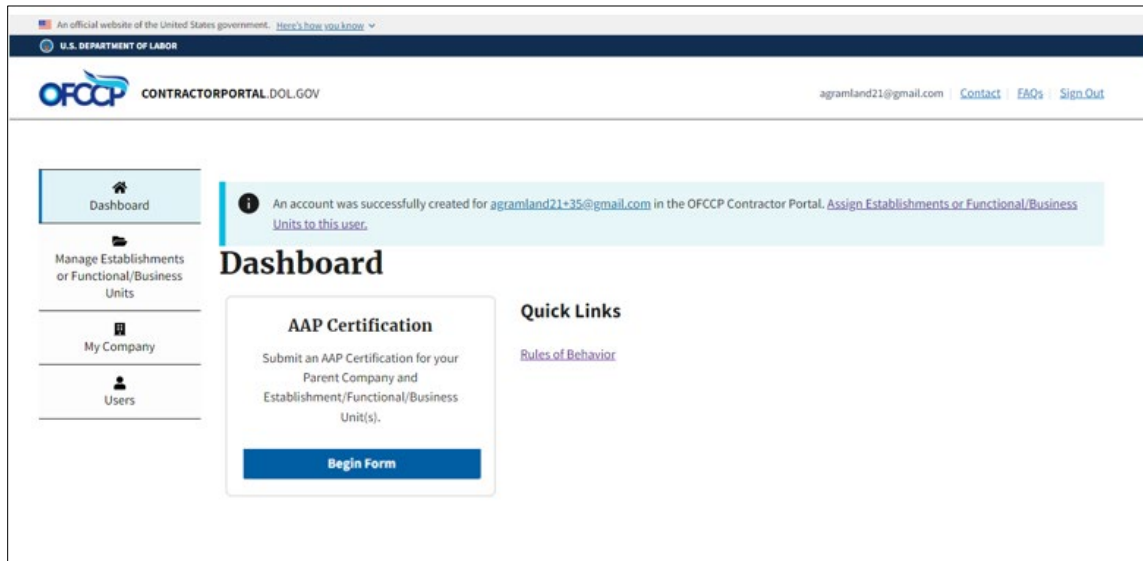 An official website of the United States government. Here's how you know
U.S. DEPARTMENT OF LABOR
OFCCP CONTRACTORPORTAL.DOL.GOV
agramland21@gmail.com Contact FAQs Sign Out
Dashboard
Manage Establishments
or Functional/Business
Units
My Company
Users
An account was successfully created for agramland21+35@gmail.com in the OFCCP Contractor Portal. Assign Establishments or Functional/Business
Units to this user.
Dashboard
AAP Certification
Submit an AAP Certification for your
Parent Company and
Establishment/Functional/Business
Unit(s).
Begin Form
Quick Links
Rules of Behavior